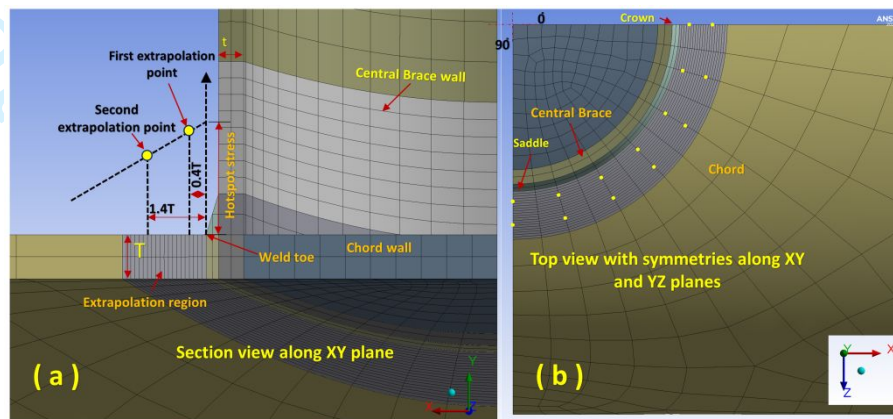 First extrapolation
point
Second
extrapolation point
t
Central Brace wall
Hotspot stress
0.4T
1.4T
T
Weld toe
Chord wall
Extrapolation region
Section view along XY plane
( a )
Y
X
Z
0
90
Crown
ANS
Central Brace
Saddle
Chord
Top view with symmetries along XY
and YZ planes
( b )
Y
X
Z